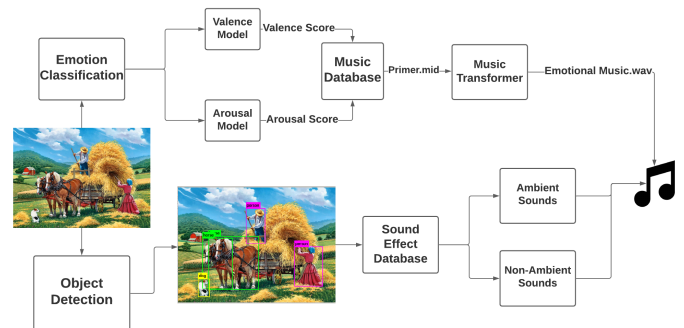 Emotion
Classification
Valence
Model
Valence Score
Arousal
Model
Arousal Score
Music
Database
Primer.mid
Music
Transformer
Emotional Music.wav
Object
Detection
dog
Sound
Effect
Database
Ambient
Sounds
Non-Ambient
Sounds